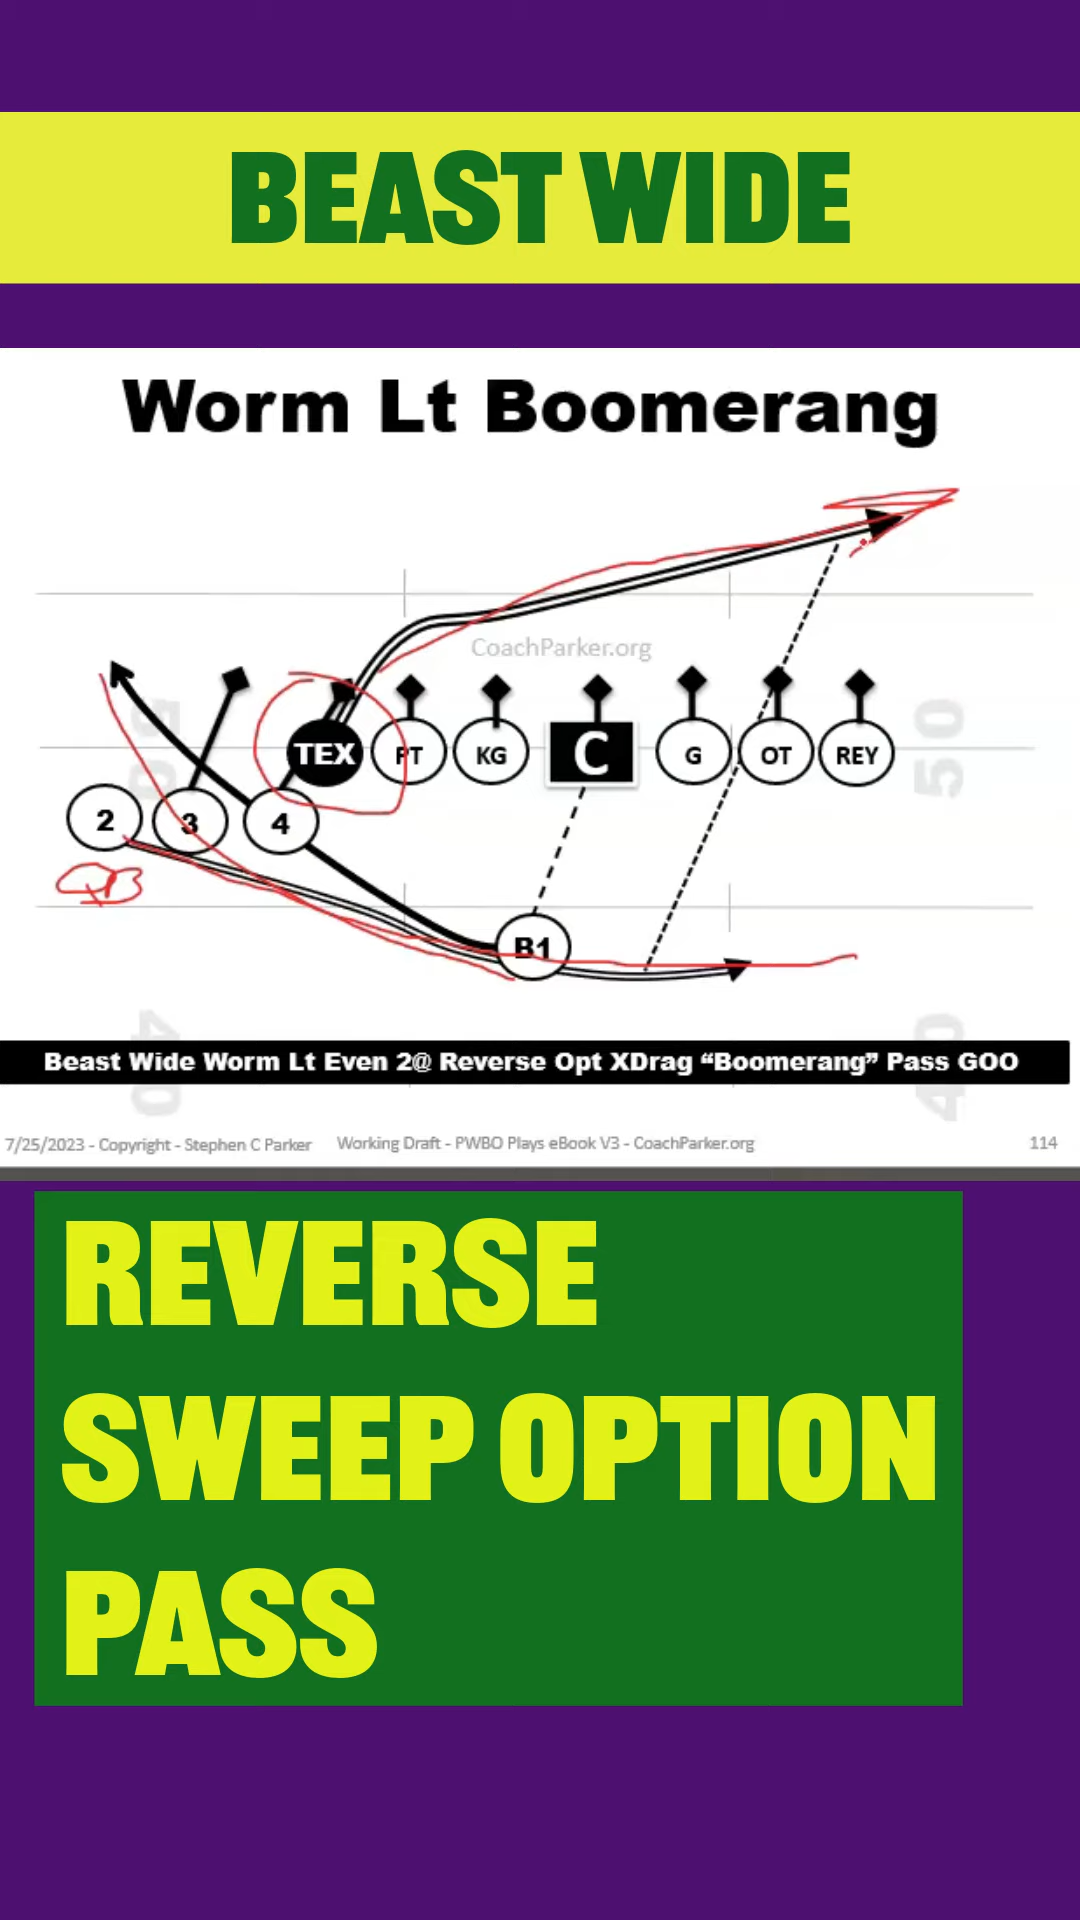 BEAST WIDE
Worm Lt Boomerang
CoachParker.org
TEX
KG
C
G
OT
REY
50
2
3
4
QB
B1
40
40
Beast Wide Worm Lt Even 2@ Reverse Opt XDrag “Boomerang” Pass GOO
7/25/2023 - Copyright - Stephen C Parker
Working Draft - PWBO Plays eBook V3 - CoachParker.org
114
REVERSE
SWEEP OPTION
PASS